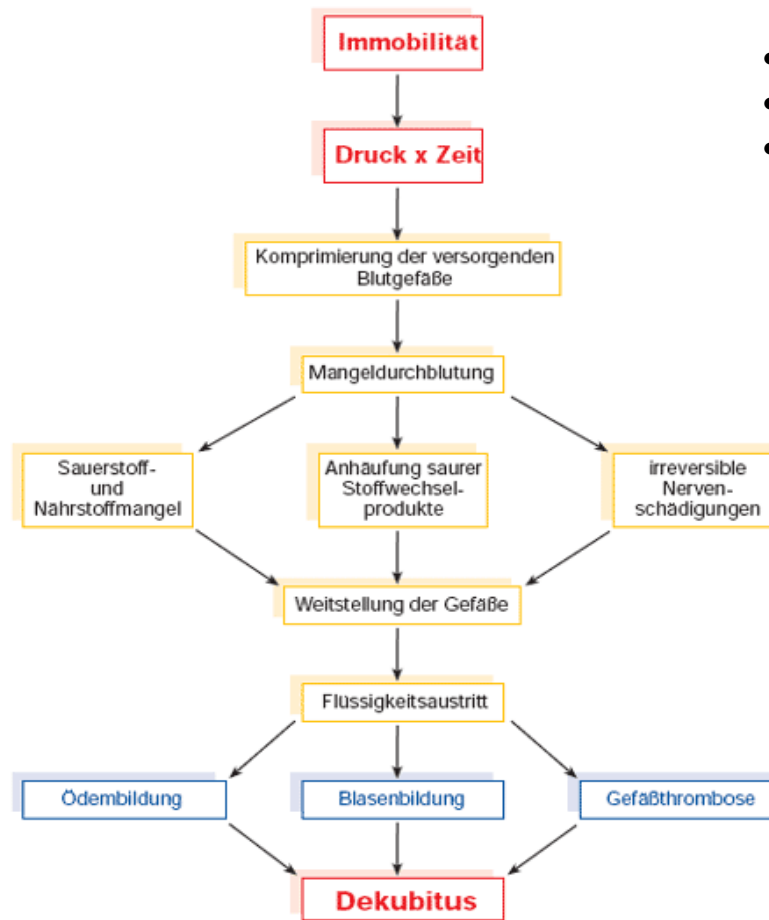 Immobilität
Druck x Zeit
Komprimierung der versorgenden
Blutgefäße
Mangeldurchblutung
Sauerstoff-
und
Nährstoffmangel
Anhäufung saurer
Stoffwechsel-
produkte
irreversible
Nerven-
schädigungen
Weitstellung der Gefäße
Flüssigkeitsaustritt
Ödembildung
Blasenbildung
Gefäßthrombose
Dekubitus